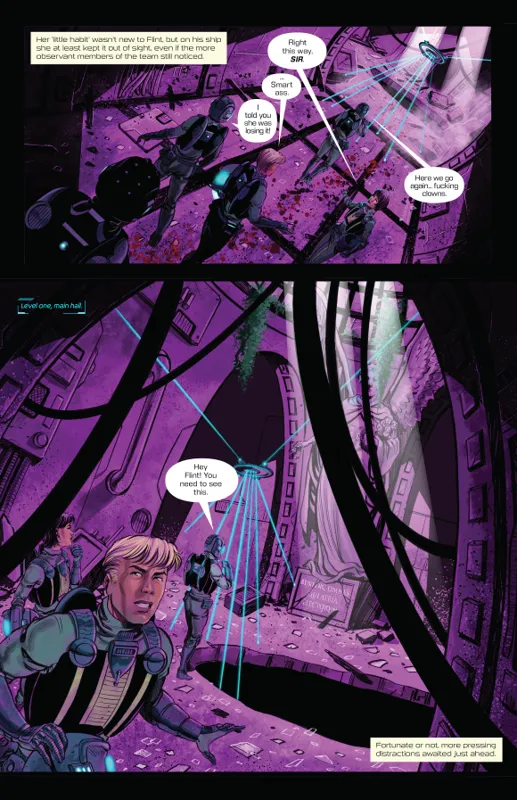 Her 'little habit' wasn't new to Flint, but on his ship
she at least kept it out of sight, even if the more
observant members of the team still noticed.
Right
this way,
SIR.
..
Smart
ass.
I
told you
she was
losing it!
Here we go
again... fucking
clowns.
Level one, main hall.
Hey
Flint! You
need to see
this.
Fortunate or not, more pressing
distractions awaited just ahead.